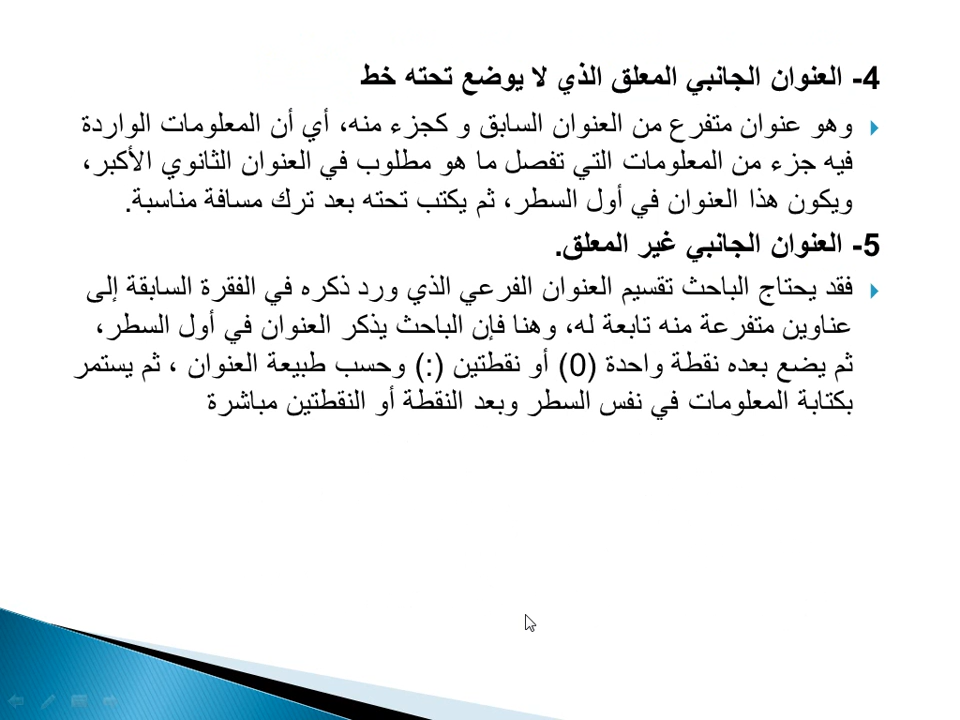 4- العنوان الجانبي المعلق الذي لا يوضع تحته خط
وهو عنوان متفرع من العنوان السابق و كجزء منه، أي أن المعلومات الواردة
فيه جزء من المعلومات التي تفصل ما هو مطلوب في العنوان الثانوي الأكبر،
ويكون هذا العنوان في أول السطر، ثم يكتب تحته بعد ترك مسافة مناسبة.
5- العنوان الجانبي غير المعلق.
فقد يحتاج الباحث تقسيم العنوان الفرعي الذي ورد ذكره في الفقرة السابقة إلى
عناوين متفرعة منه تابعة له، وهنا فإن الباحث يذكر العنوان في أول السطر،
ثم يضع بعده نقطة واحدة (0) أو نقطتين (:) وحسب طبيعة العنوان ، ثم يستمر
بكتابة المعلومات في نفس السطر وبعد النقطة أو النقطتين مباشرة